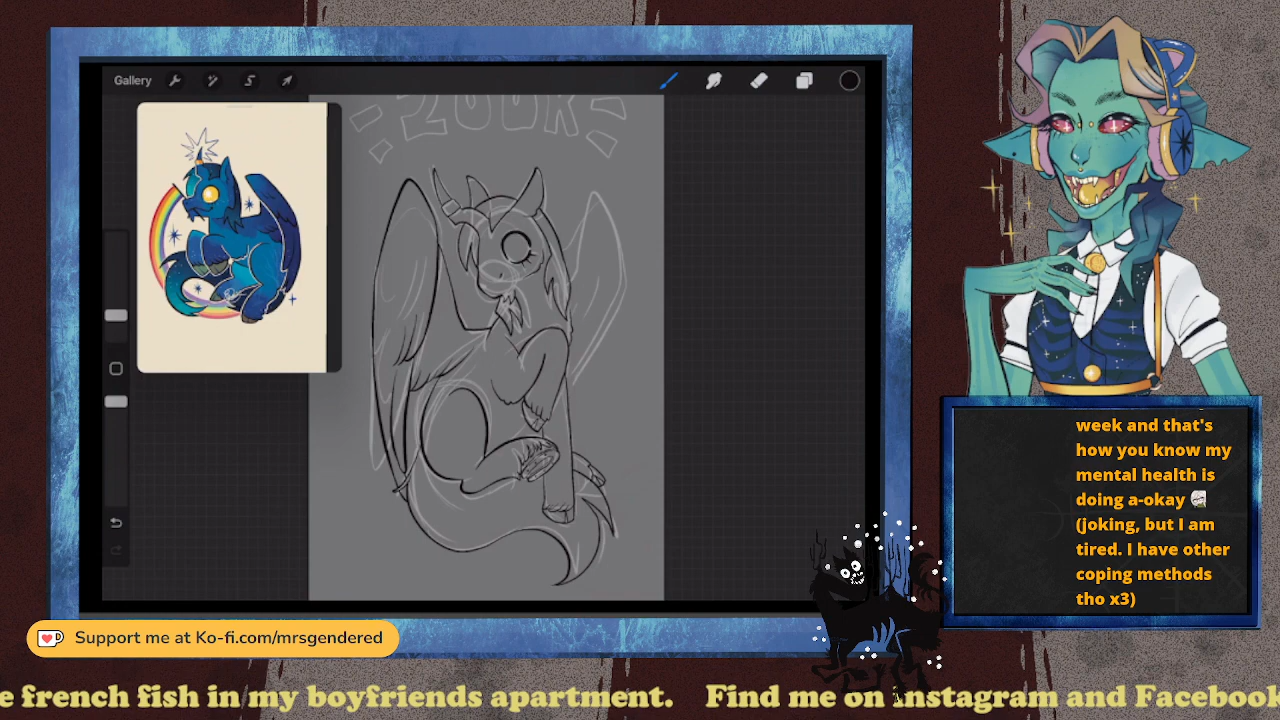 Gallery
200K
week and that's
how you know my
mental health is
doing a-okay
(joking, but I am
tired. I have other
coping methods
tho x3)
Support me at Ko-fi.com/mrsgendered
e french fish in my boyfriends apartment. Find me on instagram and Facebook